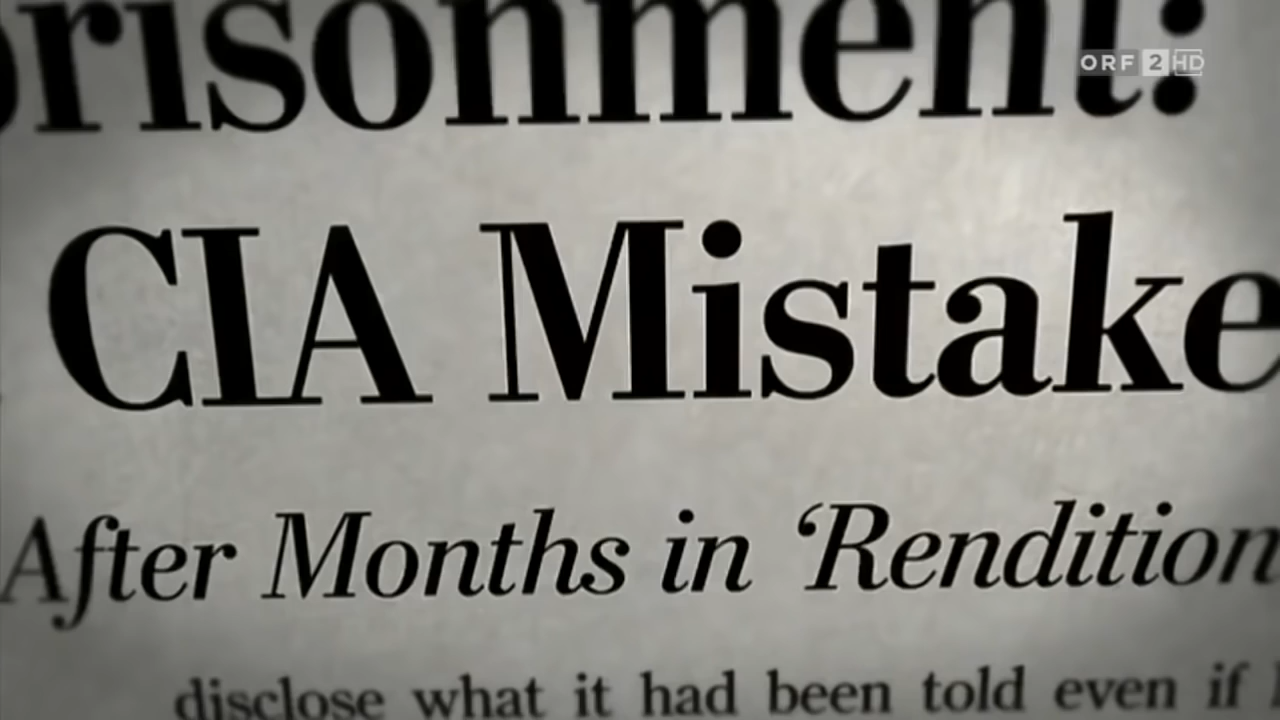 prisonment:
ORF 2 HD
CIA Mistake
After Months in ‘Rendition
disclose what it had been told even if